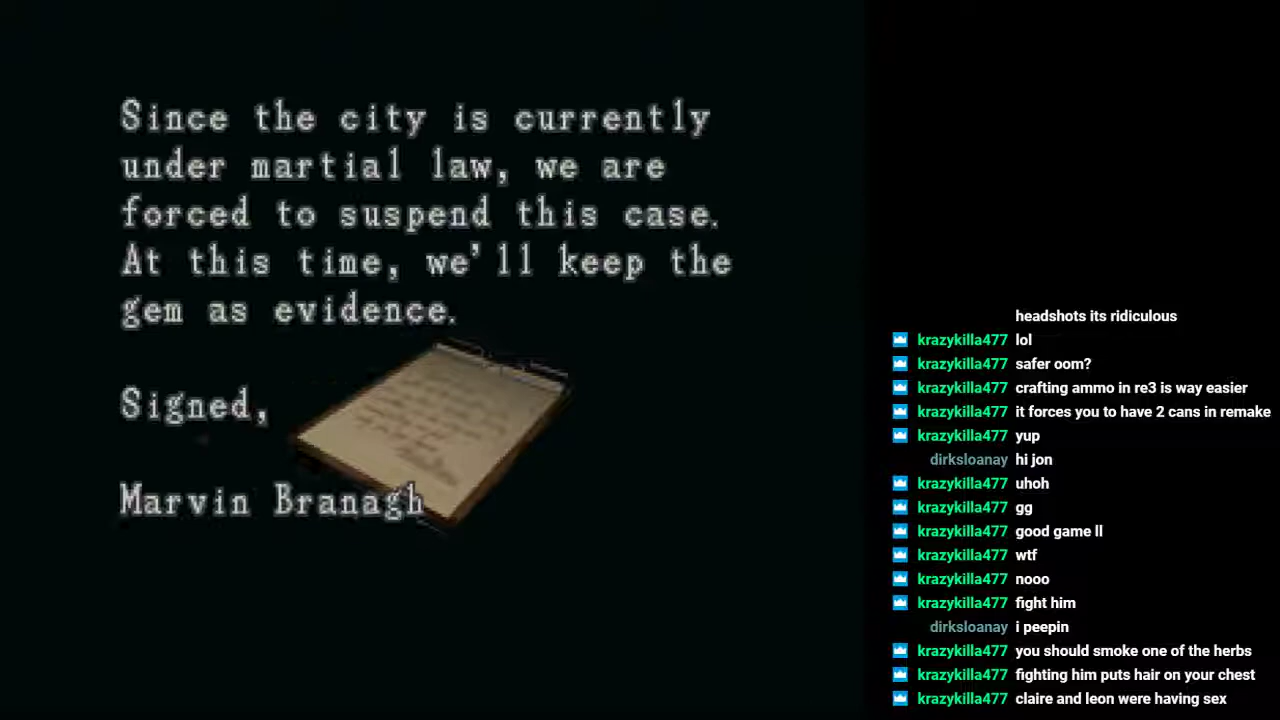 Since the city is currently
under martial law, we are
forced to suspend this case.
At this time, we'll keep the
gem as evidence.
Signed,
Marvin Branagh
headshots its ridiculous
krazykilla477 lol
krazykilla477 safer oom?
krazykilla477 crafting ammo in re3 is way easier
krazykilla477 it forces you to have 2 cans in remake
krazykilla477 yup
dirksloanay hi jon
krazykilla477 uhoh
krazykilla477 gg
krazykilla477 good game ll
krazykilla477 wtf
krazykilla477 nooo
krazykilla477 fight him
dirksloanay i peepin
krazykilla477 you should smoke one of the herbs
krazykilla477 fighting him puts hair on your chest
krazykilla477 claire and leon were having sex